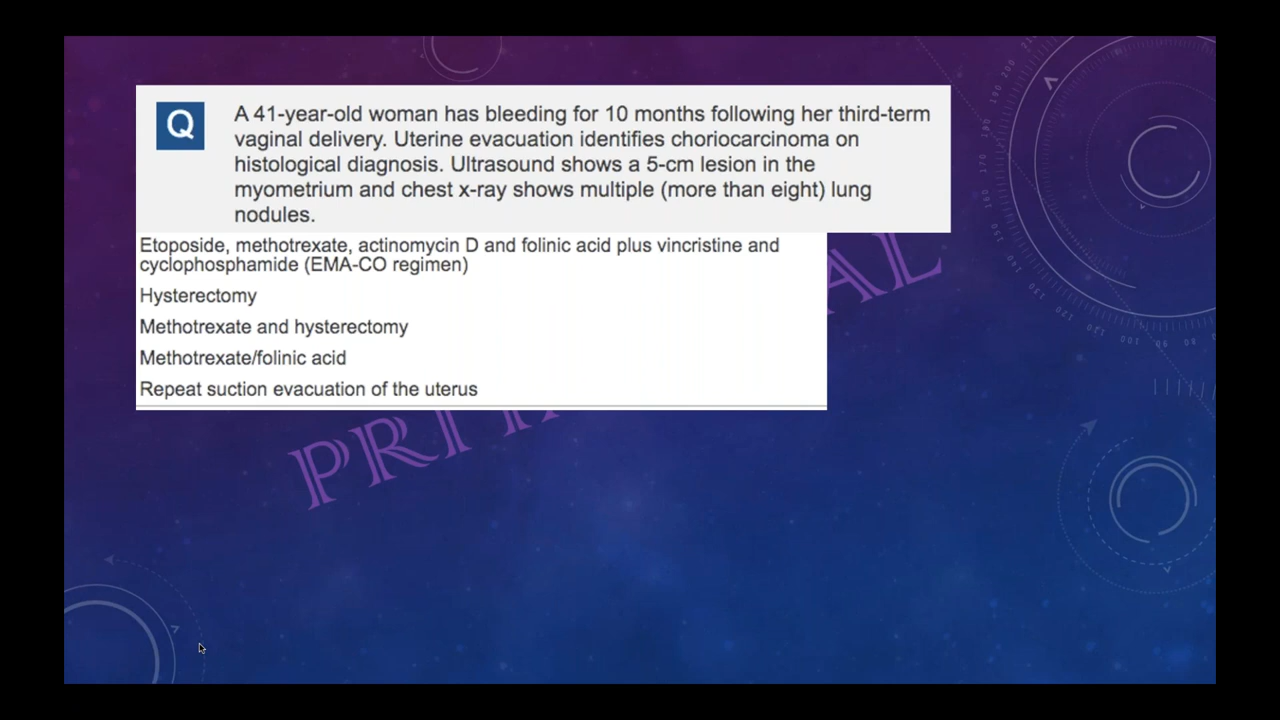 Q
A 41-year-old woman has bleeding for 10 months following her third-term
vaginal delivery. Uterine evacuation identifies choriocarcinoma on
histological diagnosis. Ultrasound shows a 5-cm lesion in the
myometrium and chest x-ray shows multiple (more than eight) lung
nodules.
Etoposide, methotrexate, actinomycin D and folinic acid plus vincristine and
cyclophosphamide (EMA-CO regimen)
Hysterectomy
Methotrexate and hysterectomy
Methotrexate/folinic acid
Repeat suction evacuation of the uterus